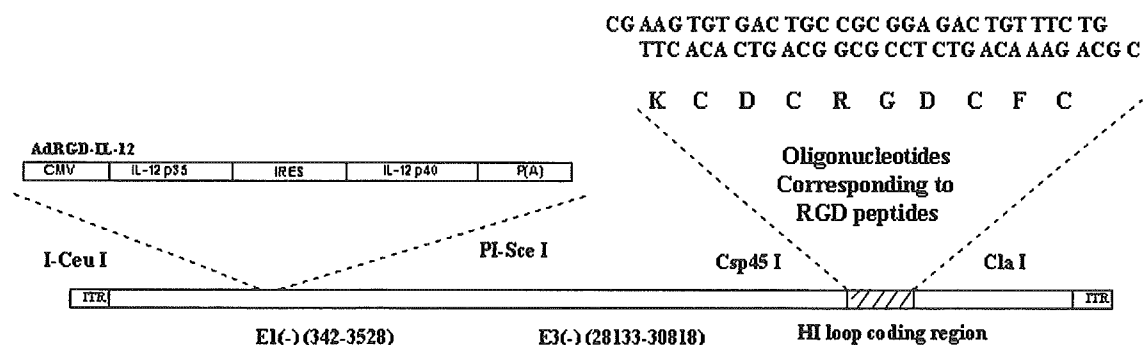 CG AAG TGT GAC TGC CGC GGA GAC TGT TTC TG
TTC ACA CTG ACG GCG CCT CTG ACA AAG ACG C
K C D C R G D C F C
AdRGD-IL-12
CMV IL-12 p35 IRES IL-12 p40 P(A)
Oligonucleotides
Corresponding to
RGD peptides
I-Ceu I PI-Sce I Csp45 I Cla I
ITR ITR
E1(-) (342-3528) E3(-) (28133-30818) HI loop coding region